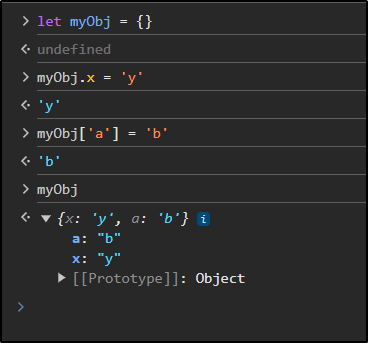 let myObj = {}
undefined
myObj.x = 'y'
'y'
myObj['a'] = 'b'
'b'
myObj
{x: 'y', a: 'b'} i
a: "b"
x: "y"
[[Prototype]]: Object